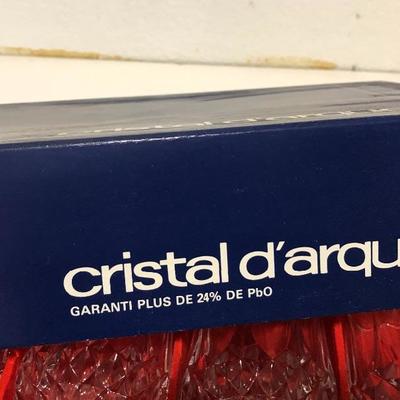 cristal d'arqu
GARANTI PLUS DE 24% DE PbO